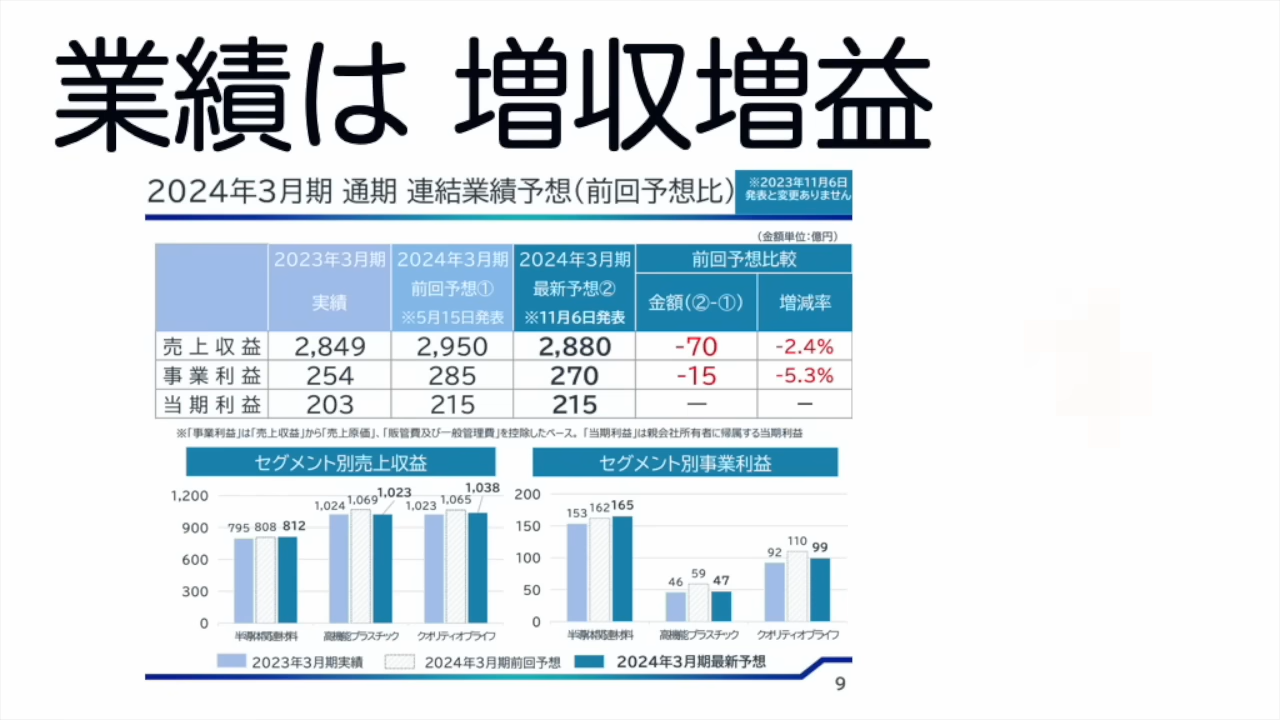 業績は 増収増益
2024年3月期 通期 連結業績予想(前回予想比)
※2023年11月6日
発表と変更ありません
(金額単位:億円)
2023年3月期 2024年3月期 2024年3月期 前回予想比較
実績 前回予想① 最新予想② 金額(②-①) 増減率
※5月15日発表 ※11月6日発表
売上収益 2,849 2,950 2,880 -70 -2.4%
事業利益 254 285 270 -15 -5.3%
当期利益 203 215 215 — —
※「事業利益」は「売上収益」から「売上原価」、「販管費及び一般管理費」を控除したベース。「当期利益」は親会社所有者に帰属する当期利益
セグメント別売上収益
1,200
900
600
300
0
795 808 812
1,024 1,069 1,023
1,023 1,065 1,038
半導体関連材料 高機能プラスチック クオリティオブライフ
セグメント別事業利益
200
150
100
50
0
153 162 165
46 59 47
92 110 99
半導体関連材料 高機能プラスチック クオリティオブライフ
2023年3月期実績 2024年3月期前回予想 2024年3月期最新予想
9